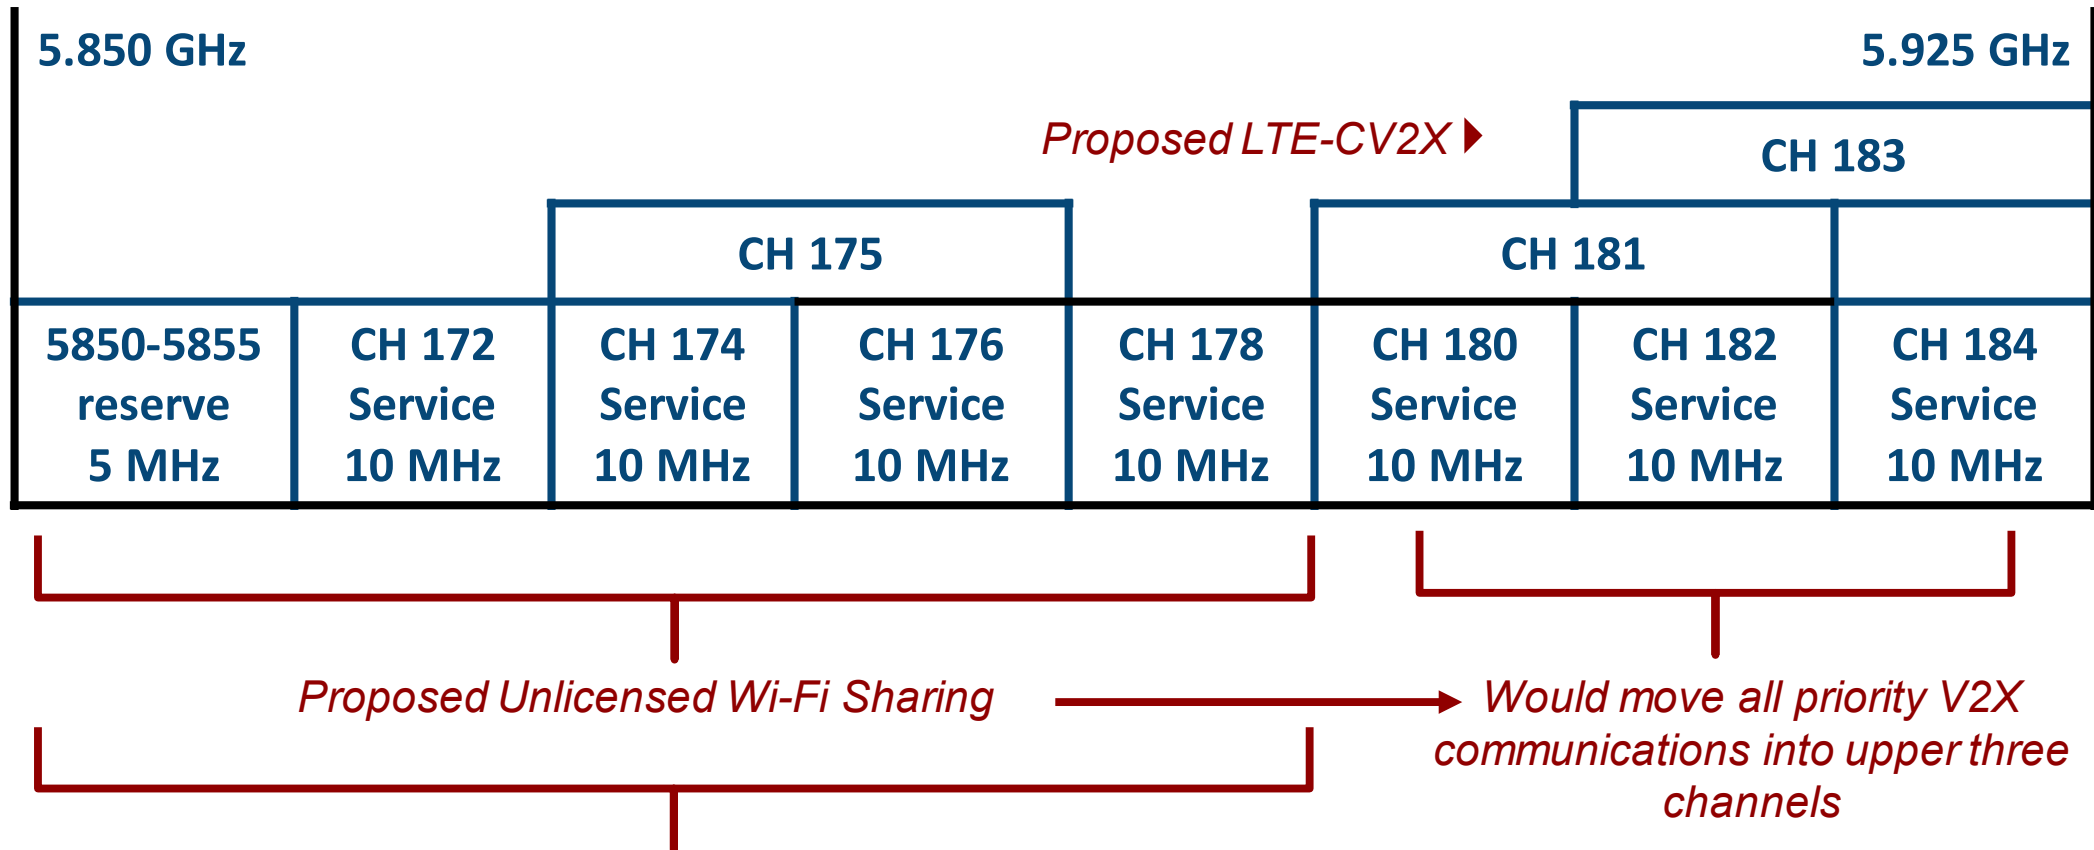 5.850 GHz
5.925 GHz
Proposed LTE-CV2X
CH 183
CH 175
CH 181
5850-5855
reserve
5 MHz
CH 172
Service
10 MHz
CH 174
Service
10 MHz
CH 176
Service
10 MHz
CH 178
Service
10 MHz
CH 180
Service
10 MHz
CH 182
Service
10 MHz
CH 184
Service
10 MHz
Proposed Unlicensed Wi-Fi Sharing
Would move all priority V2X
communications into upper three
channels